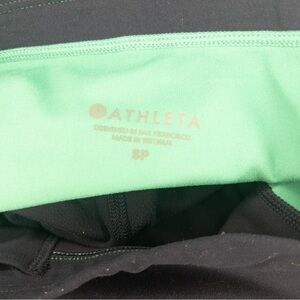 ATHLETA
DESIGNED IN SAN FRANCISCO
MADE IN VIETNAM
SP